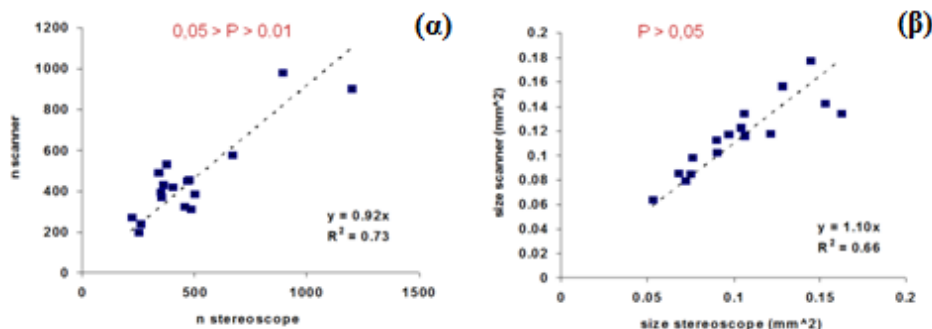 0,05 > P > 0.01
(α)
1200
1000
800
600
400
200
0
n scanner
0
500
1000
1500
n stereoscope
y = 0.92x
R² = 0.73
P > 0,05
(β)
0.2
0.18
0.16
0.14
0.12
0.1
0.08
0.06
0.04
0.02
0
size scanner (mm^2)
0
0.05
0.1
0.15
0.2
size stereoscope (mm^2)
y = 1.10x
R² = 0.66